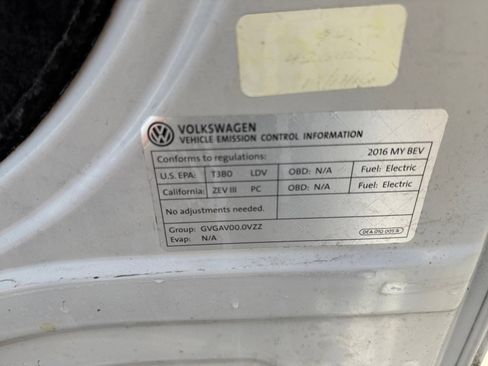 VOLKSWAGEN
VEHICLE EMISSION CONTROL INFORMATION
Conforms to regulations: 2016 MY BEV
U.S. EPA: T3B0 LDV OBD: N/A Fuel: Electric
California: ZEV III PC OBD: N/A Fuel: Electric
No adjustments needed.
Group: GVGAV00.0VZZ
Evap: N/A